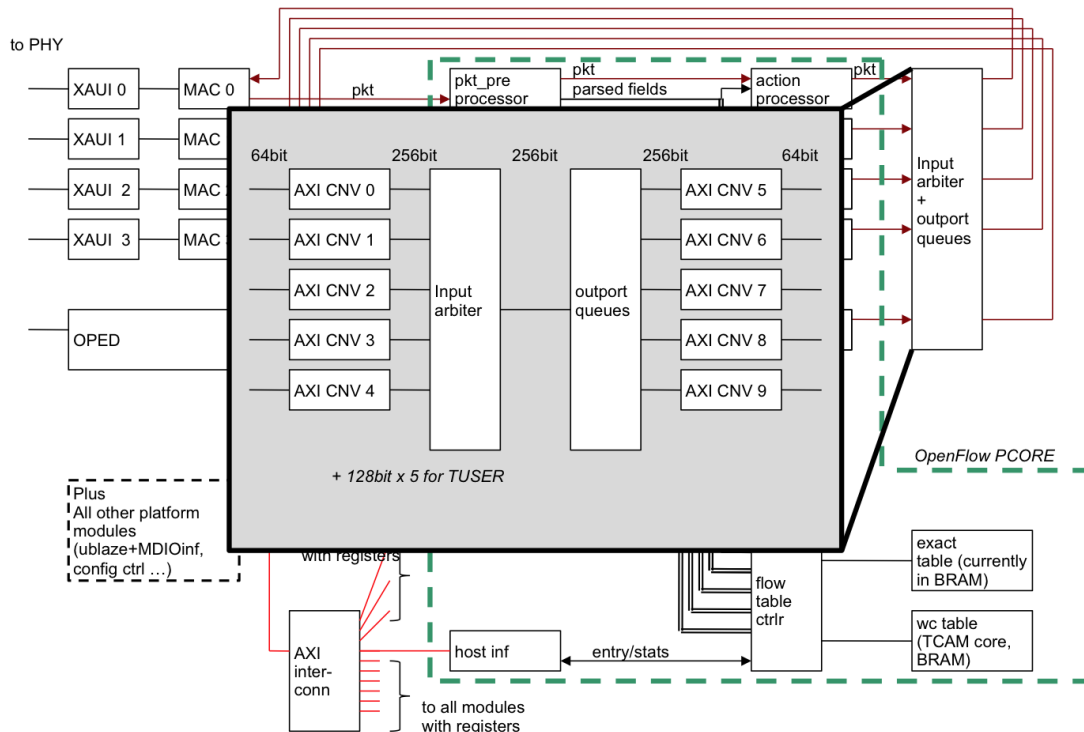 to PHY
XAUI 0
MAC 0
pkt
pkt_pre
processor
pkt
parsed fields
action
processor
pkt
XAUI 1
MAC
XAUI 2
MAC
XAUI 3
MAC
OPED
Input
arbiter
+
outport
queues
64bit
256bit
256bit
256bit
64bit
AXI CNV 0
AXI CNV 1
AXI CNV 2
AXI CNV 3
AXI CNV 4
Input
arbiter
outport
queues
AXI CNV 5
AXI CNV 6
AXI CNV 7
AXI CNV 8
AXI CNV 9
+ 128bit x 5 for TUSER
OpenFlow PCORE
Plus
All other platform
modules
(ublaze+MDIOinf,
config ctrl …)
with registers
AXI
inter-
conn
host inf
entry/stats
flow
table
ctrlr
exact
table (currently
in BRAM)
wc table
(TCAM core,
BRAM)
to all modules
with registers